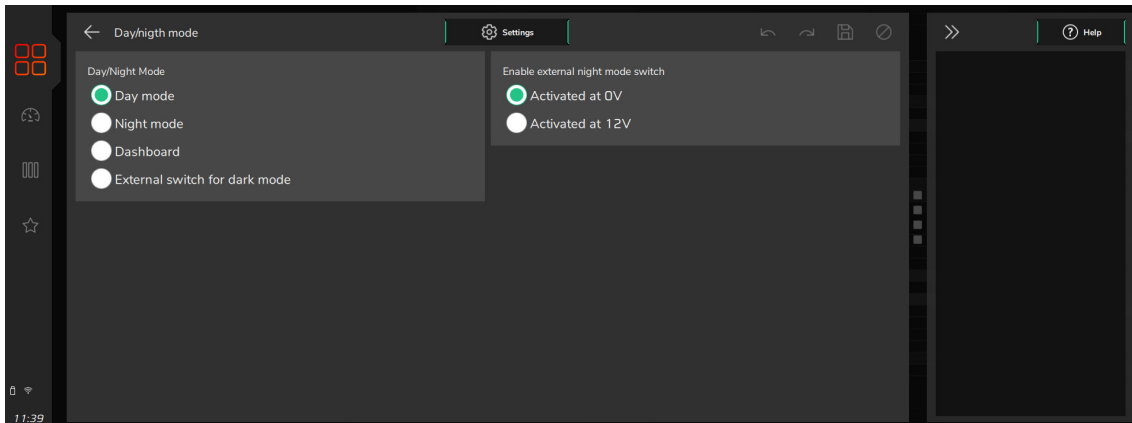 Day/nigth mode
Settings
Help
Day/Night Mode
Day mode
Night mode
Dashboard
External switch for dark mode
Enable external night mode switch
Activated at 0V
Activated at 12V
11:39